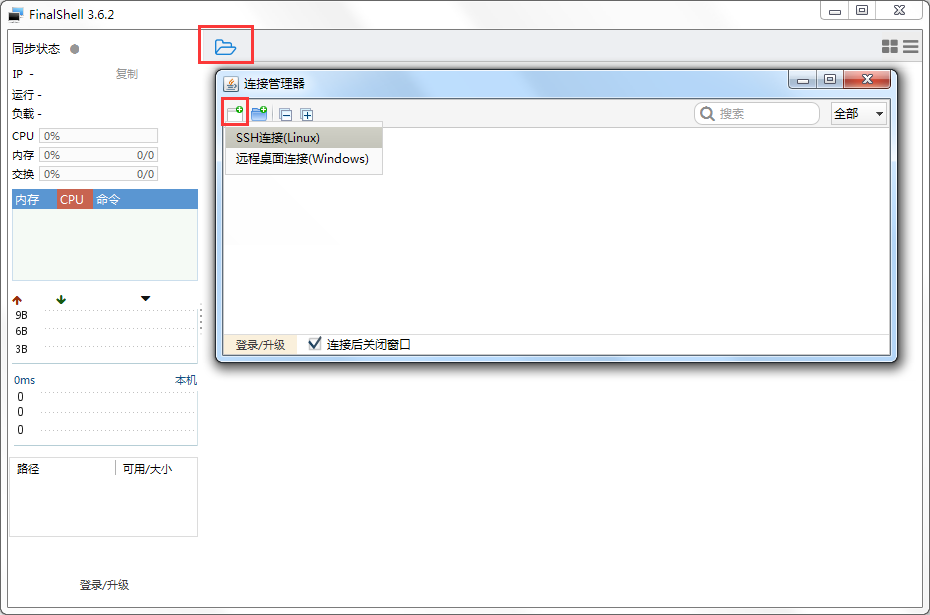 FinalShell 3.6.2
同步状态
IP - 复制
运行 -
负载 -
CPU 0%
内存 0% 0/0
交换 0% 0/0
内存 CPU 命令
9B
6B
3B
0ms 本机
0
0
0
路径 可用/大小
登录/升级
连接管理器
搜索 全部
SSH连接(Linux)
远程桌面连接(Windows)
登录/升级 连接后关闭窗口